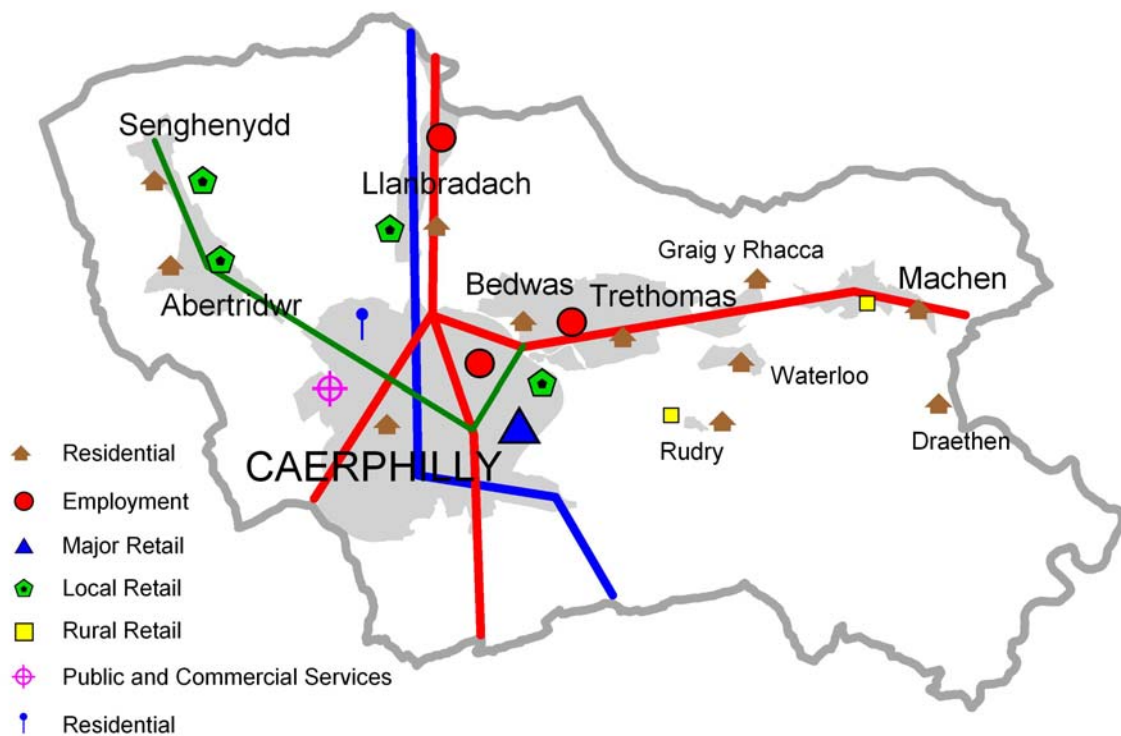 Senghenydd
Llanbradach
Graig y Rhacca
Bedwas
Trethomas
Machen
Abertridwr
Waterloo
Draethen
Rudry
CAERPHILLY
Residential
Employment
Major Retail
Local Retail
Rural Retail
Public and Commercial Services
Residential